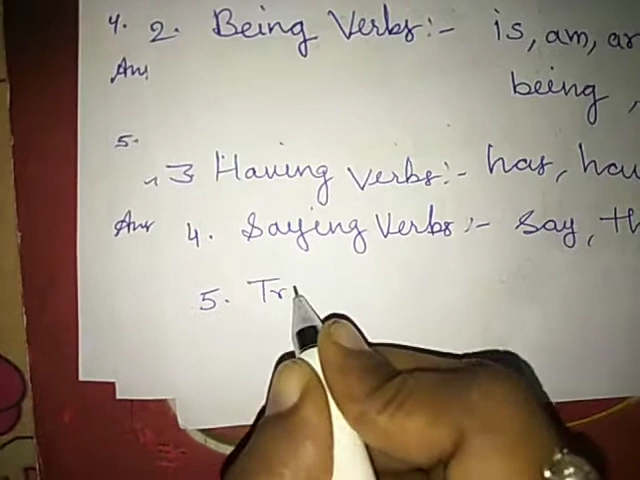 4. 2. Being Verbs:- is, am, ar
Ans being,
5.
3 Having Verbs:- has, hav
Ans 4. Saying Verbs:- say, th
5. Tr